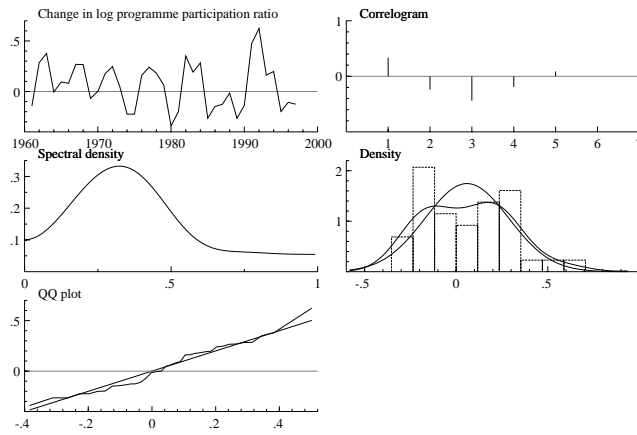 Change in log programme participation ratio
.5
0
1960 1970 1980 1990 2000
Correlogram
0
1 2 3 4 5 6 7
Spectral density
.3
.2
.1
0 .5 1
Density
2
1
-.5 0 .5
QQ plot
.5
0
-.4 -.2 0 .2 .4